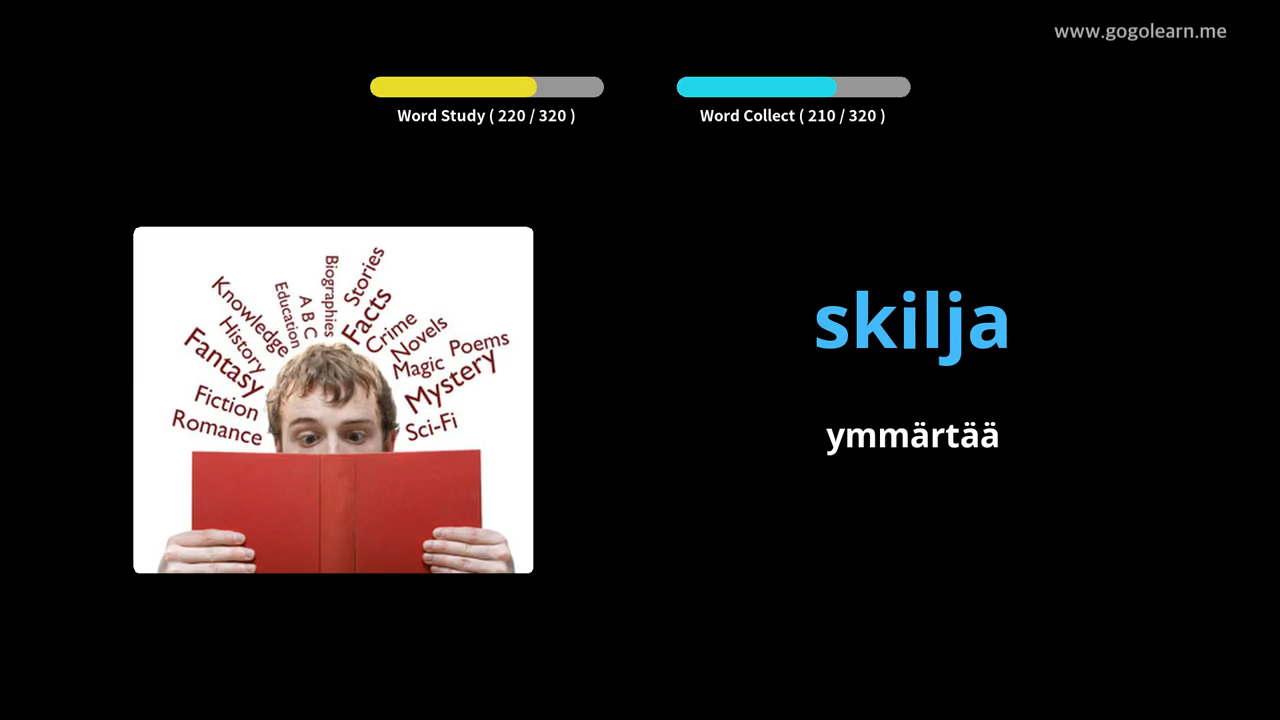 www.gogolearn.me
Word Study ( 220 / 320 )
Word Collect ( 210 / 320 )
Knowledge
History
Fantasy
Fiction
Romance
Education
A B C
Biographies
Stories
Facts
Crime
Novels
Magic
Poems
Mystery
Sci-Fi
skilja
ymmärtää